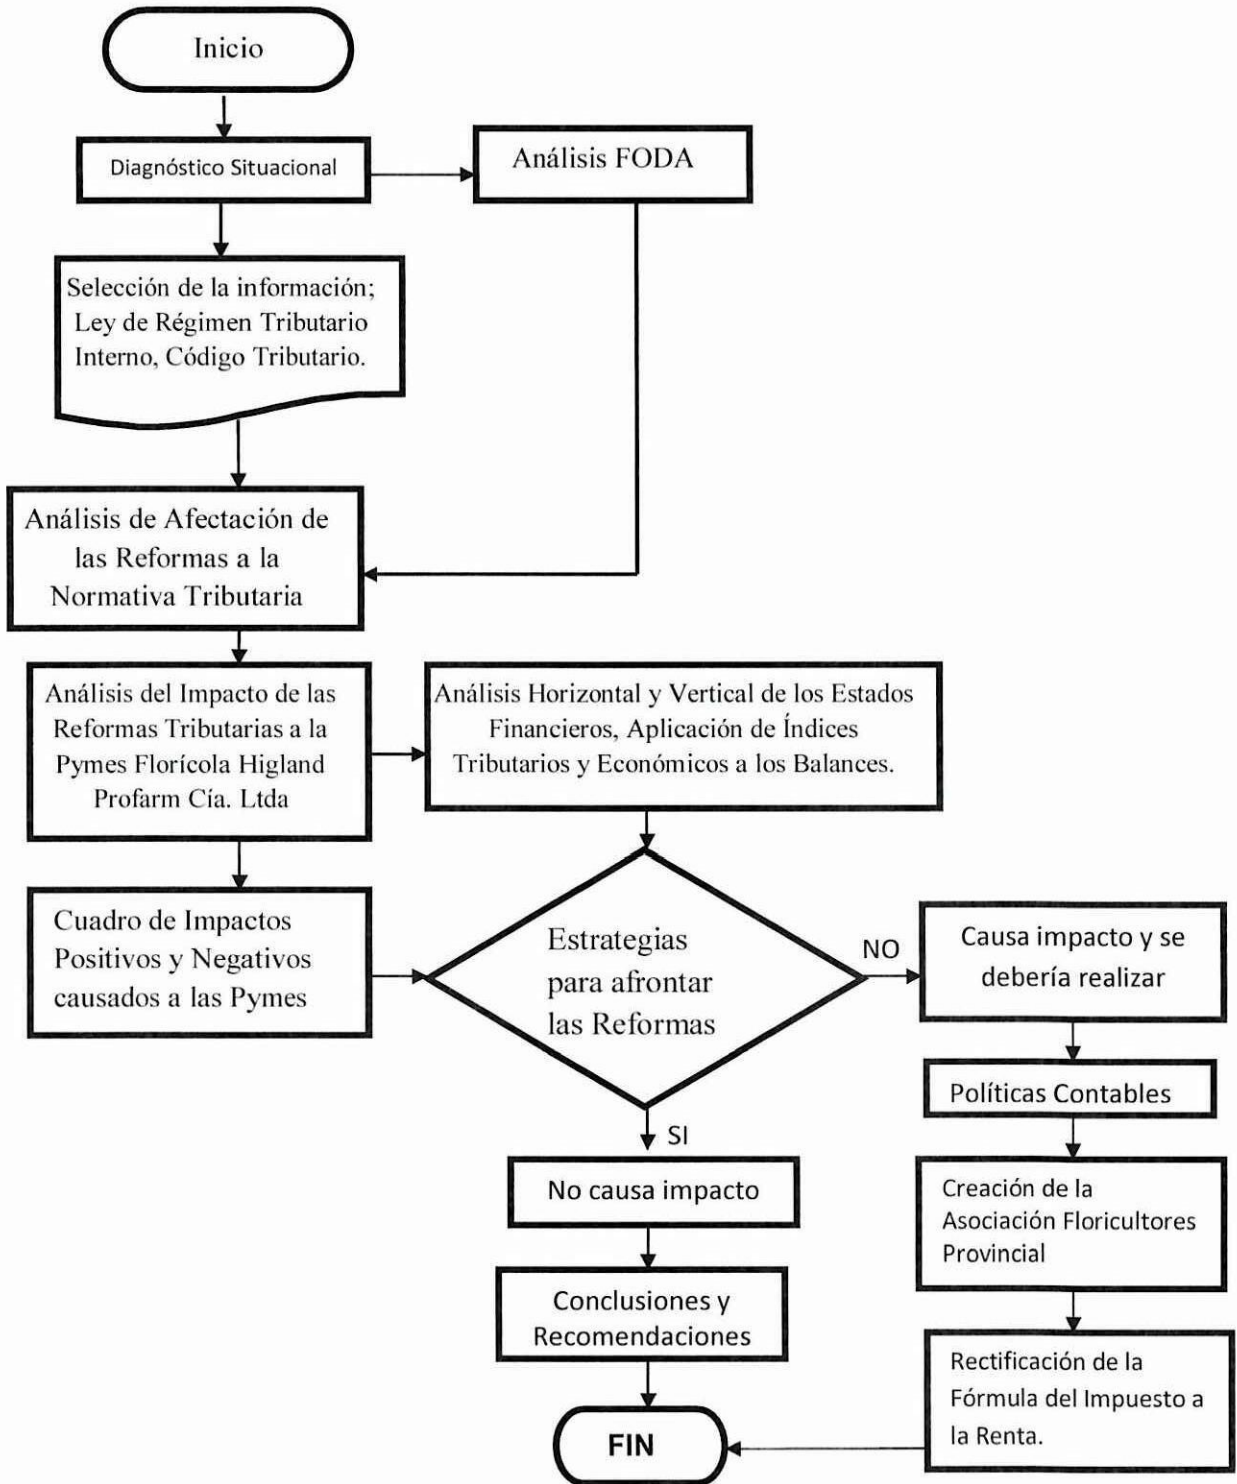 Inicio
Diagnóstico Situacional
Análisis FODA
Selección de la información;
Ley de Régimen Tributario
Interno, Código Tributario.
Análisis de Afectación de
las Reformas a la
Normativa Tributaria
Análisis del Impacto de las
Reformas Tributarias a la
Pymes Florícola Higland
Profarm Cía. Ltda
Análisis Horizontal y Vertical de los Estados
Financieros, Aplicación de Índices
Tributarios y Económicos a los Balances.
Cuadro de Impactos
Positivos y Negativos
causados a las Pymes
Estrategias
para afrontar
las Reformas
NO
Causa impacto y se
debería realizar
Políticas Contables
SI
No causa impacto
Creación de la
Asociación Floricultores
Provincial
Conclusiones y
Recomendaciones
Rectificación de la
Fórmula del Impuesto a
la Renta.
FIN